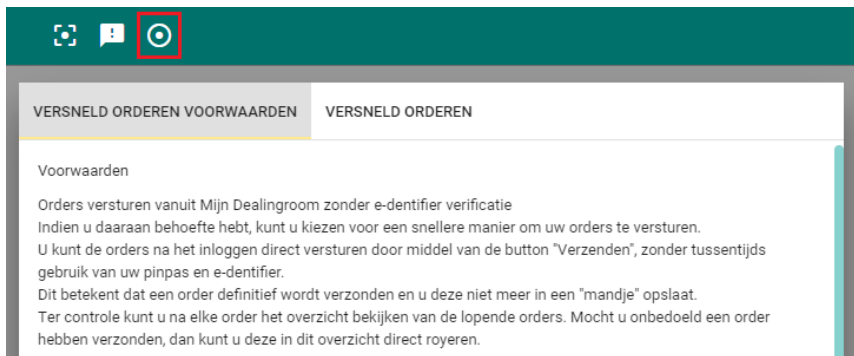 VERSNELD ORDEREN VOORWAARDEN VERSNELD ORDEREN
Voorwaarden
Orders versturen vanuit Mijn Dealingroom zonder e-dentifier verificatie
Indien u daaraan behoefte hebt, kunt u kiezen voor een snellere manier om uw orders te versturen.
U kunt de orders na het inloggen direct versturen door middel van de button "Verzenden", zonder tussentijds
gebruik van uw pinpas en e-dentifier.
Dit betekent dat een order definitief wordt verzonden en u deze niet meer in een "mandje" opslaat.
Ter controle kunt u na elke order het overzicht bekijken van de lopende orders. Mocht u onbedoeld een order
hebben verzonden, dan kunt u deze in dit overzicht direct royeren.